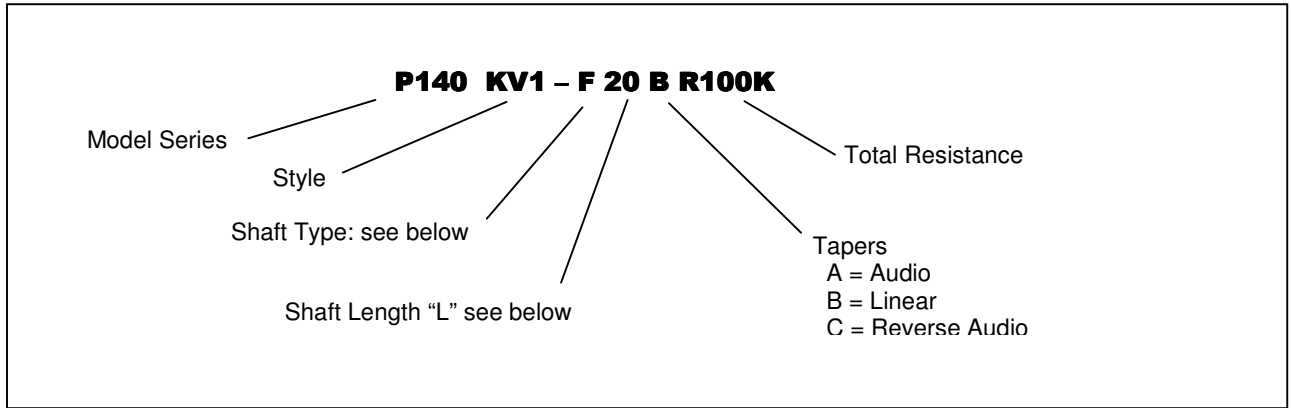 P140 KV1 – F 20 B R100K
Model Series
Total Resistance
Style
Shaft Type: see below
Tapers
A = Audio
B = Linear
C = Reverse Audio
Shaft Length “L” see below